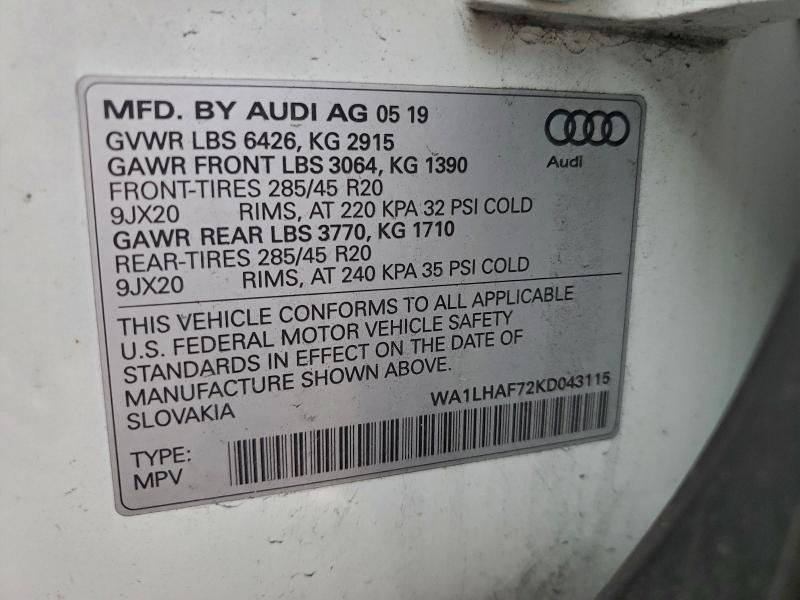 MFD. BY AUDI AG 05 19
GVWR LBS 6426, KG 2915
GAWR FRONT LBS 3064, KG 1390
FRONT-TIRES 285/45 R20
9JX20 RIMS, AT 220 KPA 32 PSI COLD
GAWR REAR LBS 3770, KG 1710
REAR-TIRES 285/45 R20
9JX20 RIMS, AT 240 KPA 35 PSI COLD
Audi
THIS VEHICLE CONFORMS TO ALL APPLICABLE
U.S. FEDERAL MOTOR VEHICLE SAFETY
STANDARDS IN EFFECT ON THE DATE OF
MANUFACTURE SHOWN ABOVE.
SLOVAKIA
WA1LHAF72KD043115
TYPE:
MPV